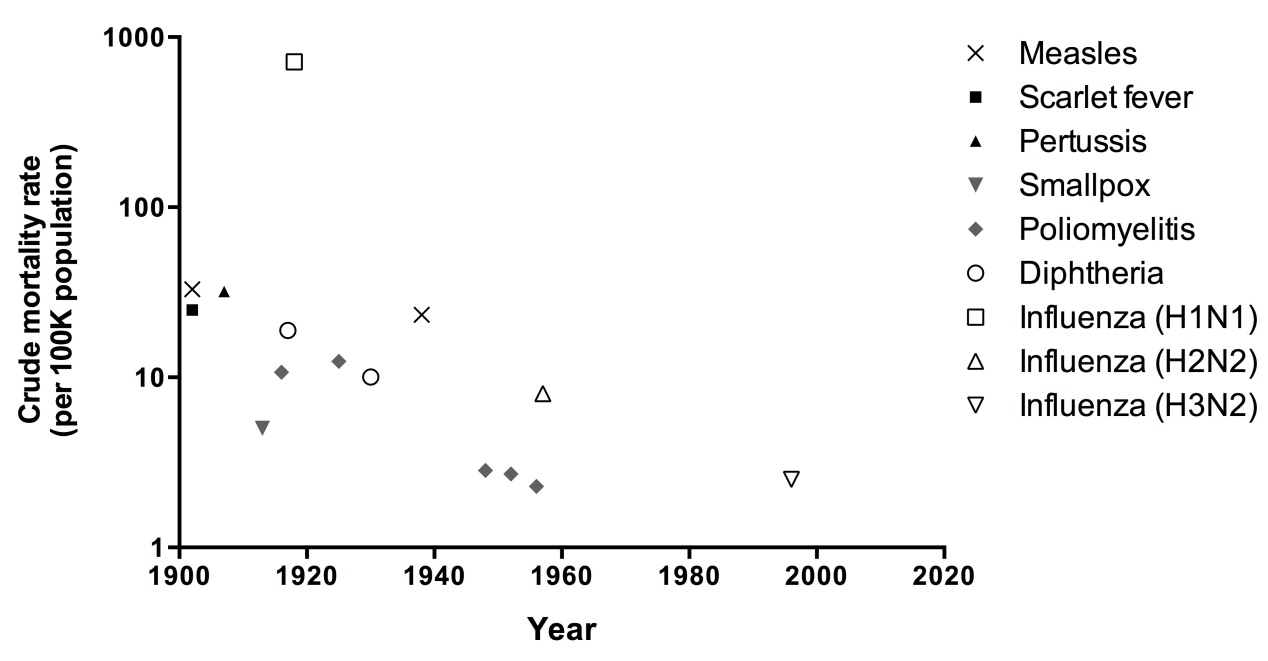 Crude mortality rate
(per 100K population)
1000
100
10
1
1900 1920 1940 1960 1980 2000 2020
Year
Measles
Scarlet fever
Pertussis
Smallpox
Poliomyelitis
Diphtheria
Influenza (H1N1)
Influenza (H2N2)
Influenza (H3N2)